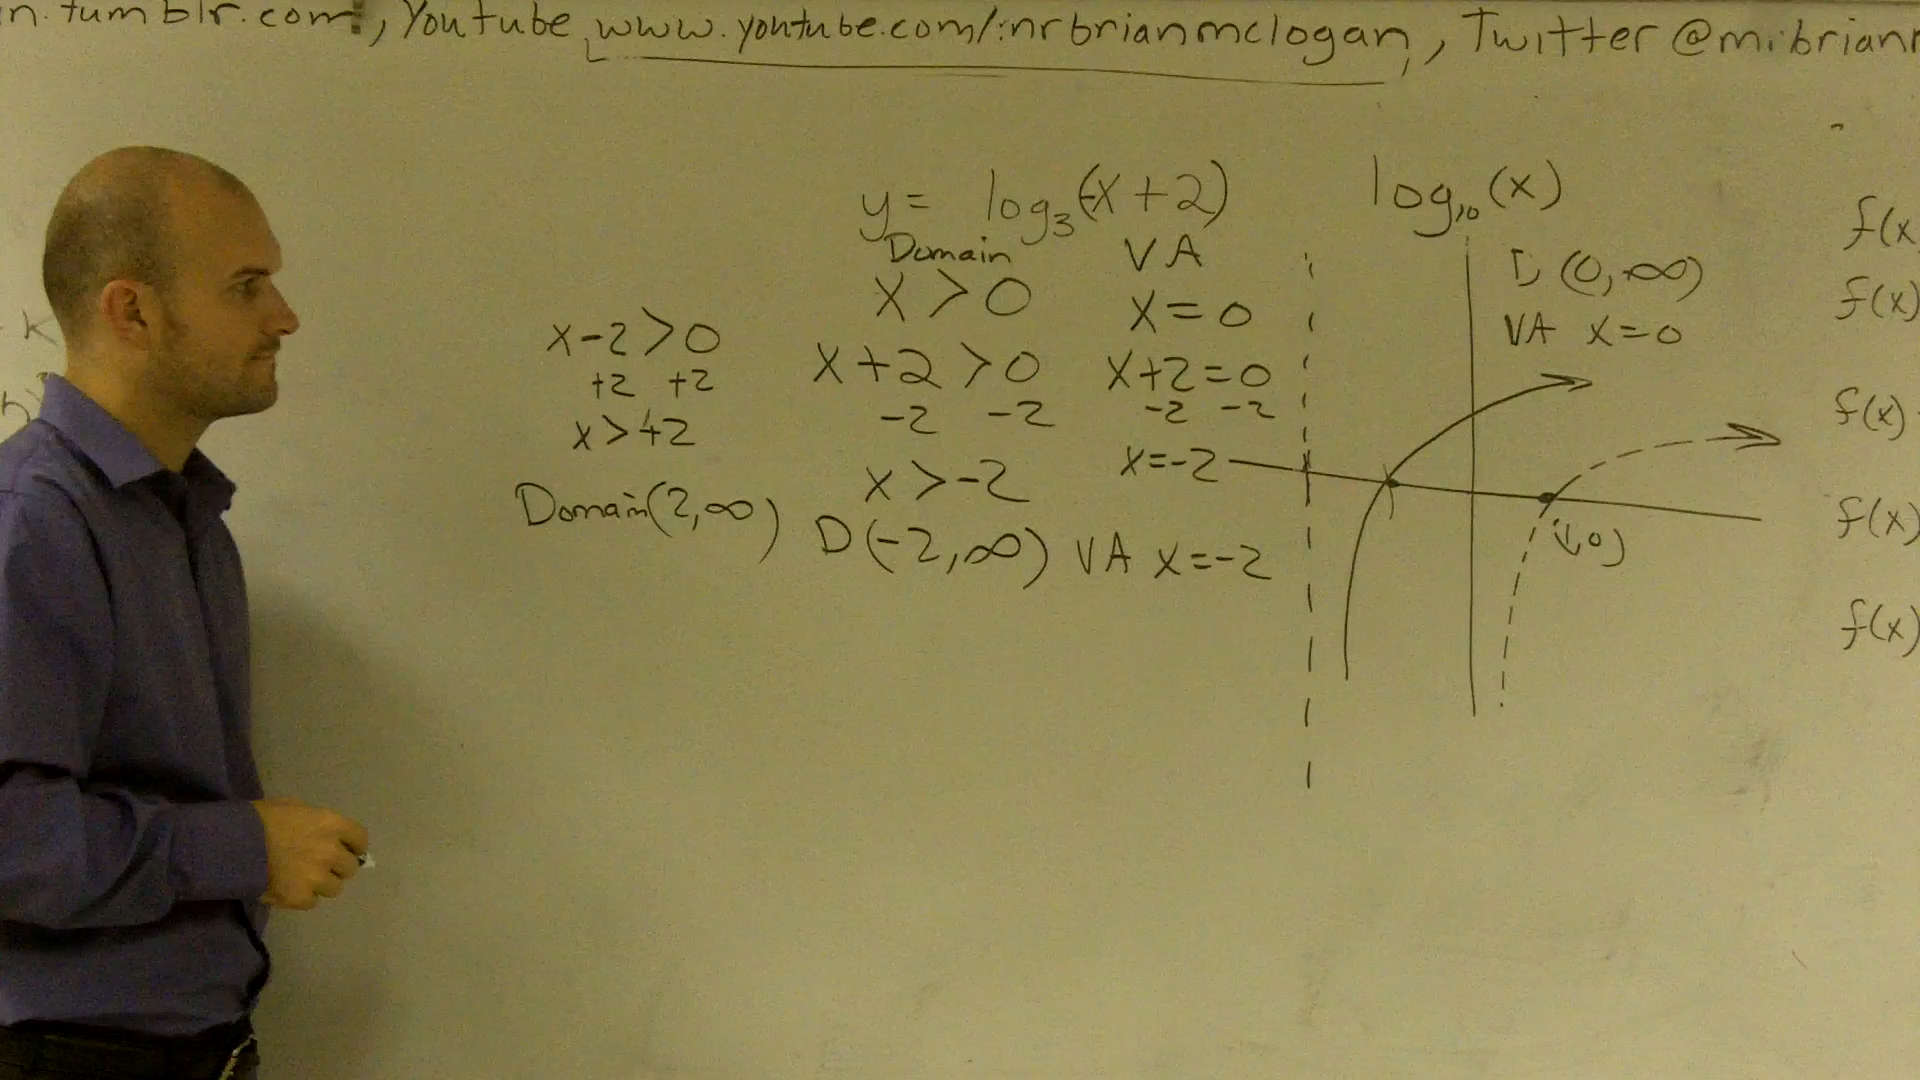 n.tumblr.com, Youtube www.youtube.com/mrbrianmclogan, Twitter @mrbrianm
y= log₃(-x+2)
Domain
x>0
x+2>0
-2 -2
x>-2
D(-2,∞)
VA
x=0
x+2=0
-2 -2
x=-2
VA x=-2
x-2>0
+2 +2
x>+2
Domain(2,∞)
log₁₀(x)
D (0,∞)
VA x=0
(1,0)
f(x
f(x)
f(x)
f(x)
f(x)